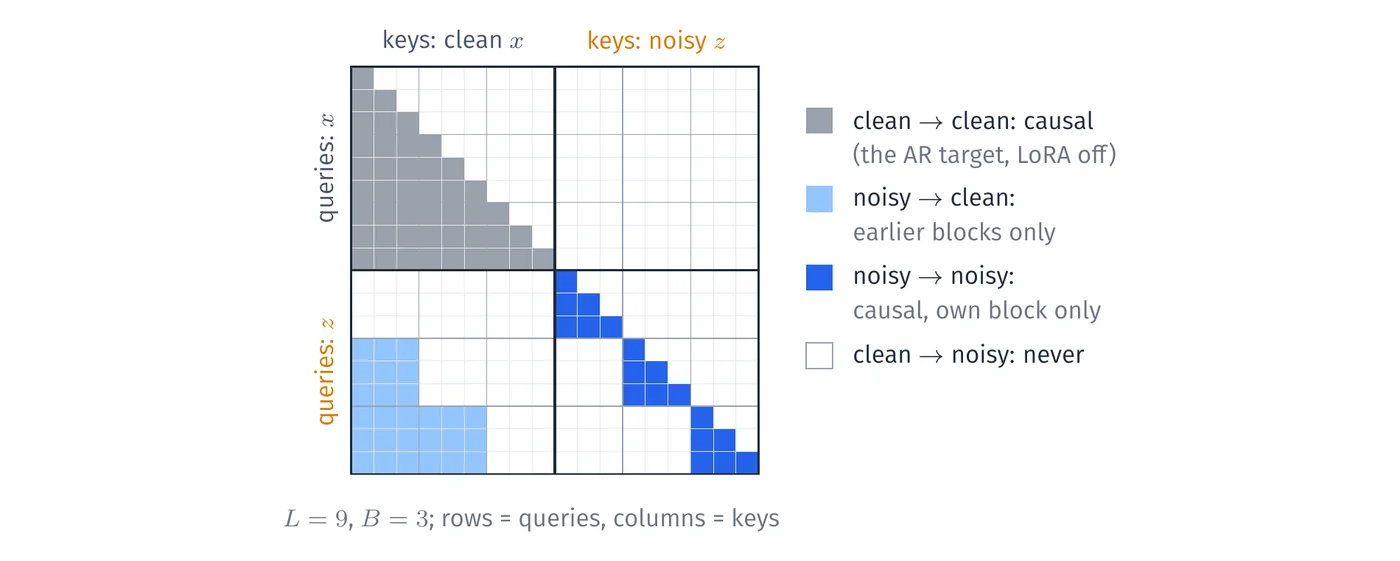 keys: clean x
keys: noisy z
queries: x
queries: z
clean → clean: causal
(the AR target, LoRA off)
noisy → clean:
earlier blocks only
noisy → noisy:
causal, own block only
clean → noisy: never
L = 9, B = 3; rows = queries, columns = keys